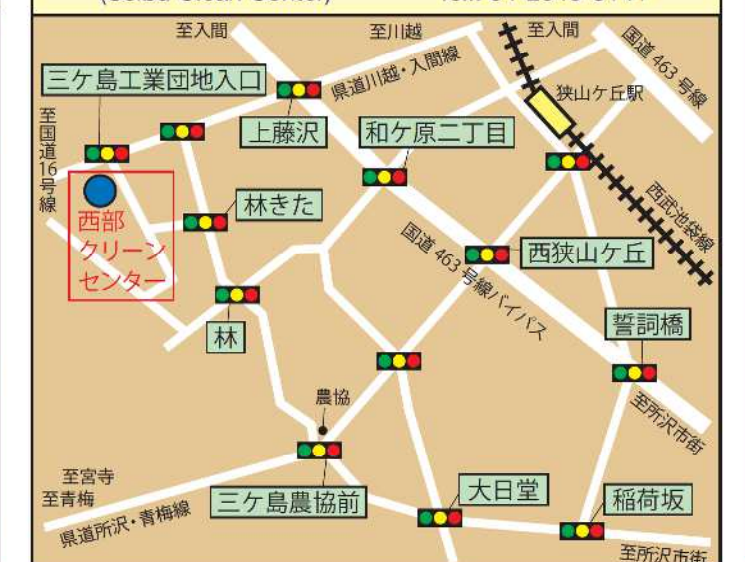 至入間
至川越
至入間
国道463号線
県道川越・入間線
狭山ケ丘駅
三ケ島工業団地入口
上藤沢
和ケ原二丁目
至国道16号線
西部
クリーン
センター
林きた
西武池袋線
国道463号線バイパス
西狭山ケ丘
林
誓詞橋
農協
至所沢市街
至宮寺
至青梅
三ケ島農協前
大日堂
稲荷坂
県道所沢・青梅線
至所沢市街